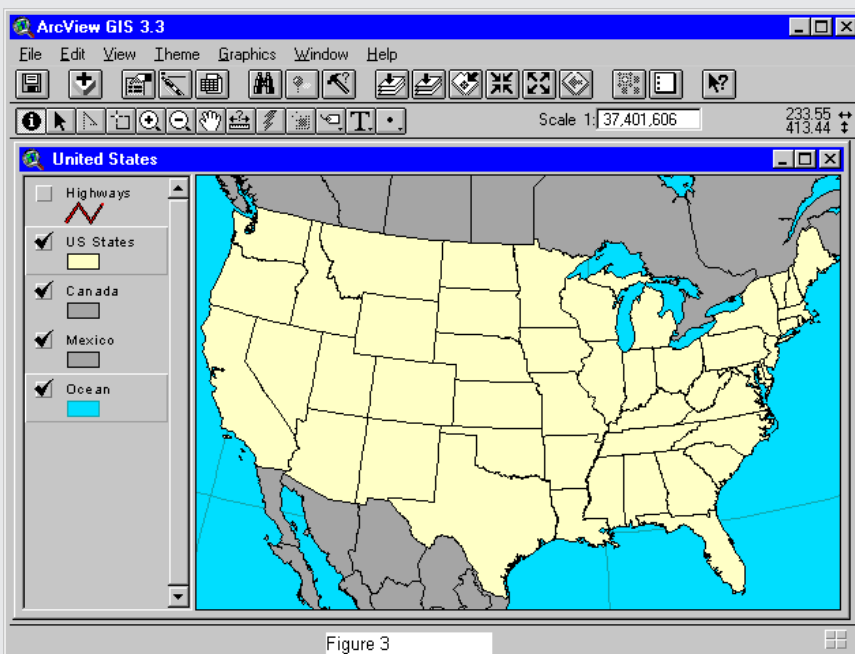 ArcView GIS 3.3
File Edit View Theme Graphics Window Help
Scale 1: 37,401,606
233.55
413.44
United States
Highways
US States
Canada
Mexico
Ocean
Figure 3